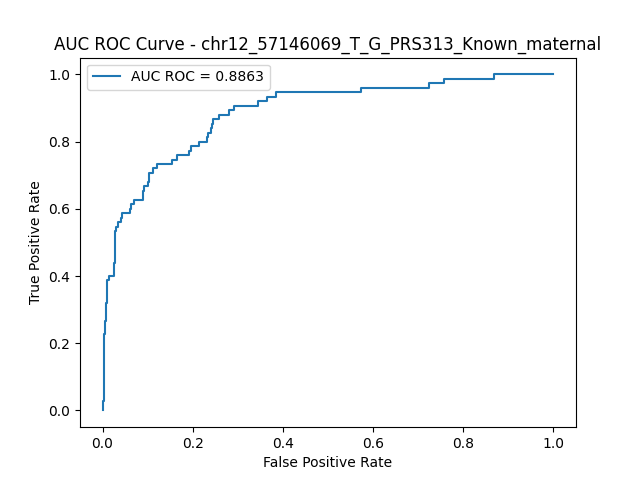 AUC ROC Curve - chr12_57146069_T_G_PRS313_Known_maternal
AUC ROC = 0.8863
1.0
0.8
0.6
0.4
0.2
0.0
True Positive Rate
0.0 0.2 0.4 0.6 0.8 1.0
False Positive Rate